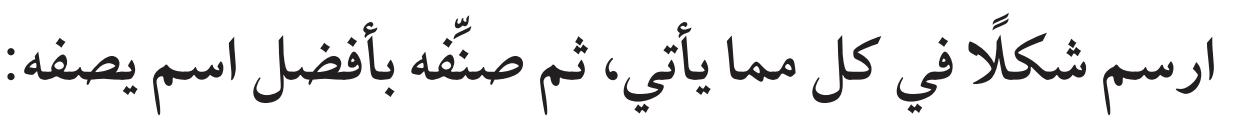 ارسم شكلًا في كل مما يأتي، ثم صنِّفه بأفضل اسم يصفه: